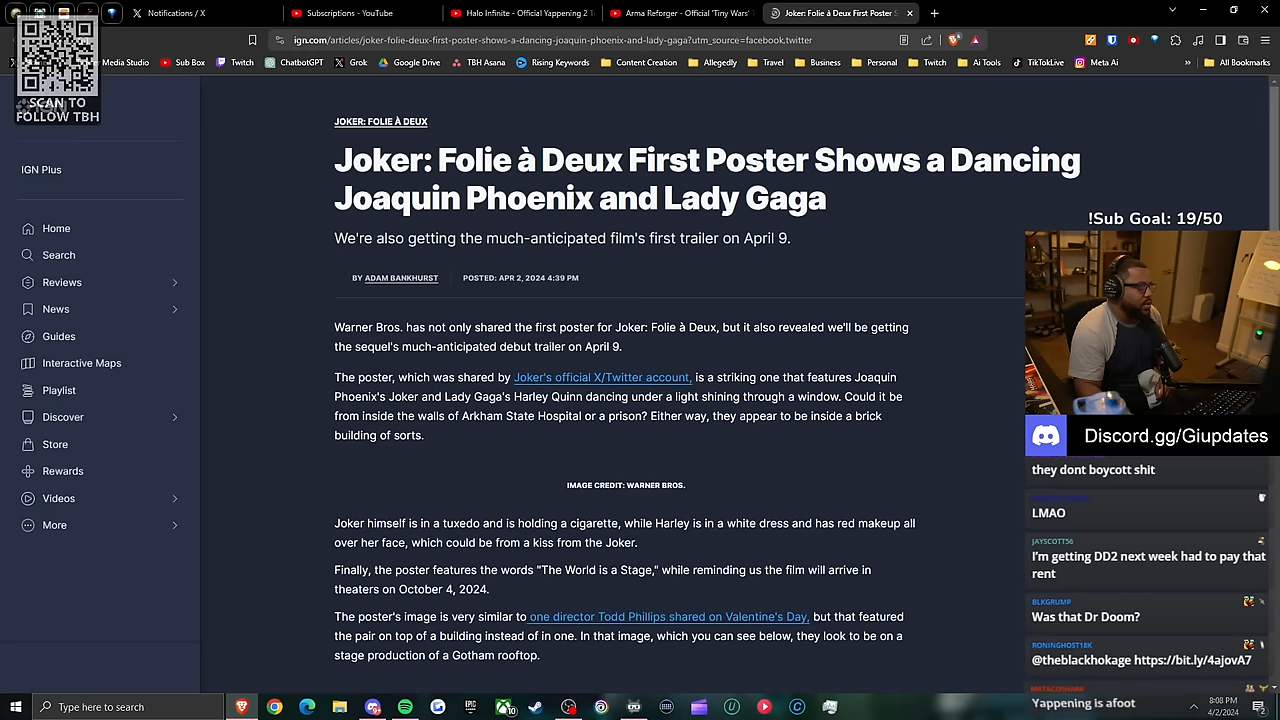 Notifications / X
Subscriptions - YouTube
Halo Infinite - Official Yappening 2 T
Arma Reforger - Official 'Tiny Wars'
Joker: Folie à Deux First Poster S
ign.com/articles/joker-folie-deux-first-poster-shows-a-dancing-joaquin-phoenix-and-lady-gaga?utm_source=facebook,twitter
Media Studio
Sub Box
Twitch
ChatGPT
Grok
Google Drive
TBH Asana
Rising Keywords
Content Creation
Allegedly
Travel
Business
Personal
Twitch
Ai Tools
TikTokLive
Meta Ai
»
All Bookmarks
SCAN TO
FOLLOW TBH
IGN Plus
Home
Search
Reviews
News
Guides
Interactive Maps
Playlist
Discover
Store
Rewards
Videos
More
JOKER: FOLIE À DEUX
Joker: Folie à Deux First Poster Shows a Dancing
Joaquin Phoenix and Lady Gaga
We're also getting the much-anticipated film's first trailer on April 9.
BY ADAM BANKHURST
POSTED: APR 2, 2024 4:39 PM
Warner Bros. has not only shared the first poster for Joker: Folie à Deux, but it also revealed we'll be getting
the sequel's much-anticipated debut trailer on April 9.
The poster, which was shared by Joker's official X/Twitter account, is a striking one that features Joaquin
Phoenix's Joker and Lady Gaga's Harley Quinn dancing under a light shining through a window. Could it be
from inside the walls of Arkham State Hospital or a prison? Either way, they appear to be inside a brick
building of sorts.
IMAGE CREDIT: WARNER BROS.
Joker himself is in a tuxedo and is holding a cigarette, while Harley is in a white dress and has red makeup all
over her face, which could be from a kiss from the Joker.
Finally, the poster features the words "The World is a Stage," while reminding us the film will arrive in
theaters on October 4, 2024.
The poster's image is very similar to one director Todd Phillips shared on Valentine's Day, but that featured
the pair on top of a building instead of in one. In that image, which you can see below, they look to be on a
stage production of a Gotham rooftop.
!Sub Goal: 19/50
Discord.gg/Giupdates
they dont boycott shit
LMAO
JAYSCOTT56
I'm getting DD2 next week had to pay that
rent
BLKGRUMP
Was that Dr Doom?
RONINGHOST18K
@theblackhokage https://bit.ly/4ajovA7
MRTACOSHARK
Yappening is afoot
Type here to search
8:08 PM
4/2/2024